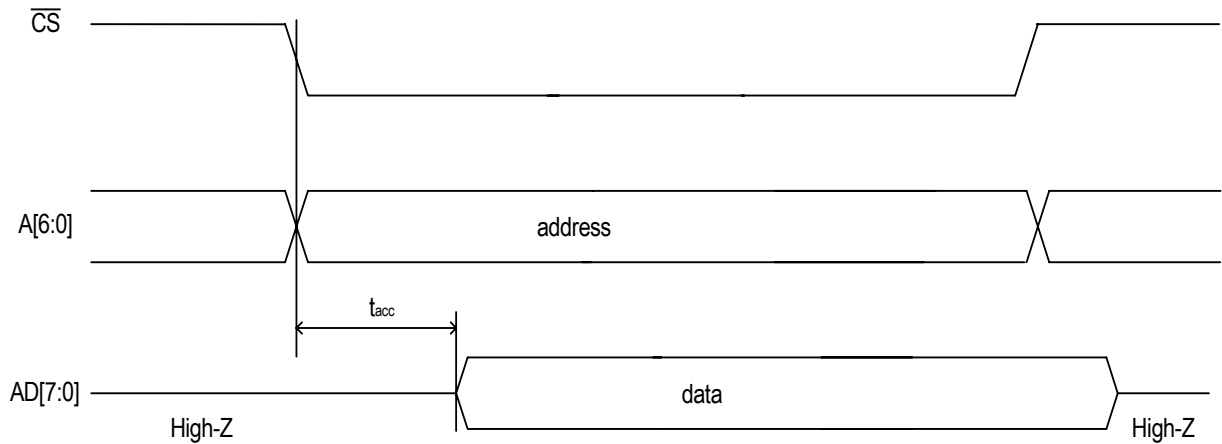 CS
A[6:0]
address
tacc
AD[7:0]
data
High-Z
High-Z